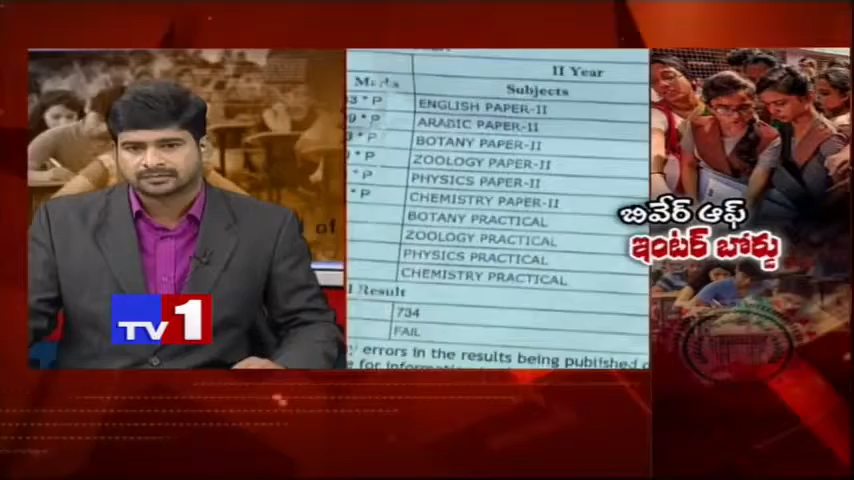 TV1
II Year
Marks
Subjects
3 * P
ENGLISH PAPER-II
9 * P
ARABIC PAPER-II
* P
BOTANY PAPER-II
* P
ZOOLOGY PAPER-II
* P
PHYSICS PAPER-II
* P
CHEMISTRY PAPER-II
BOTANY PRACTICAL
ZOOLOGY PRACTICAL
PHYSICS PRACTICAL
CHEMISTRY PRACTICAL
Result
734
FAIL
errors in the results being published
for information
బివేర్ ఆఫ్
ఇంటర్ బోర్డు